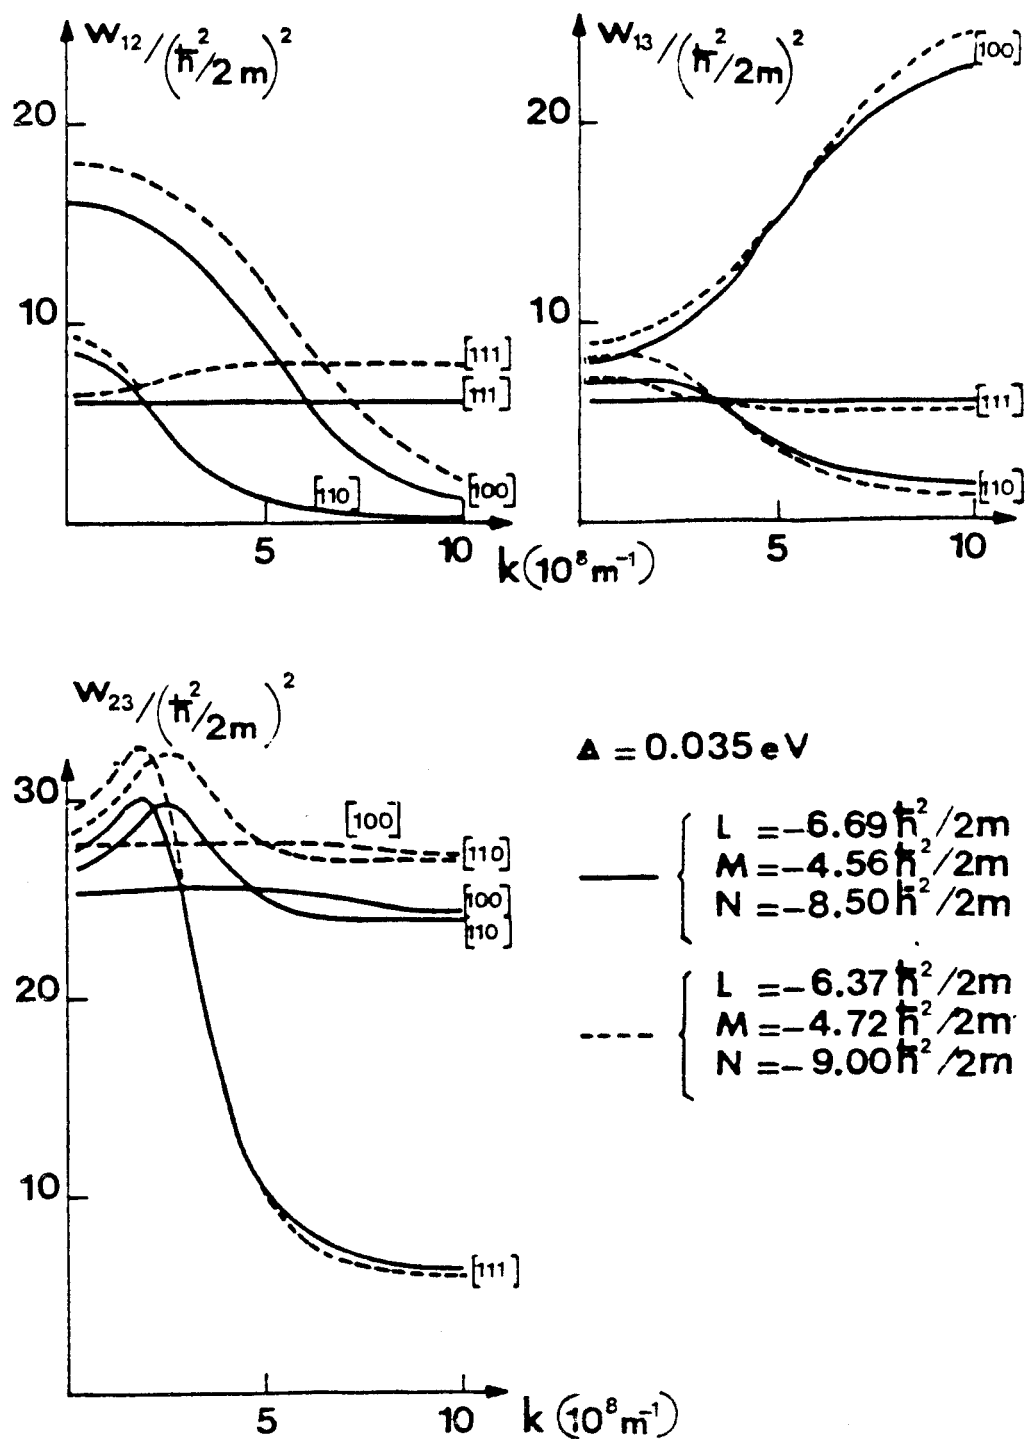 W₁₂/(ħ²/2m)²
20
10
[111]
[111]
[110]
[100]
5
10
k(10⁸m⁻¹)
W₁₃/(ħ²/2m)²
[100]
20
10
[111]
[110]
5
10
W₂₃/(ħ²/2m)²
30
[100]
[110]
[100]
[110]
20
10
[111]
5
10
k(10⁸m⁻¹)
Δ = 0.035 eV
L = -6.69 ħ²/2m
M = -4.56 ħ²/2m
N = -8.50 ħ²/2m
L = -6.37 ħ²/2m
M = -4.72 ħ²/2m
N = -9.00 ħ²/2m